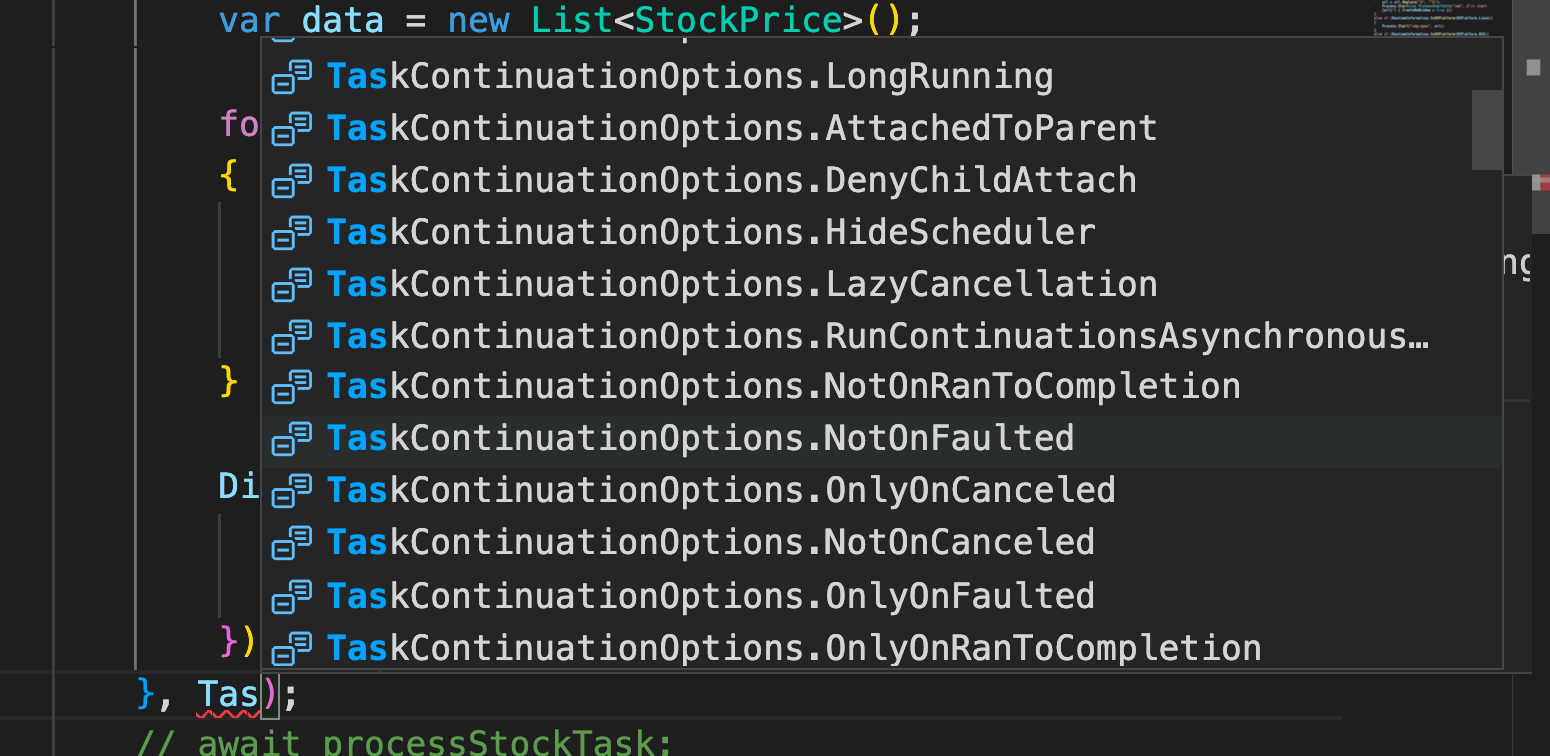 var data = new List<StockPrice>();
TaskContinuationOptions.LongRunning
fo TaskContinuationOptions.AttachedToParent
{ TaskContinuationOptions.DenyChildAttach
TaskContinuationOptions.HideScheduler
ng
TaskContinuationOptions.LazyCancellation
TaskContinuationOptions.RunContinuationsAsynchronous…
} TaskContinuationOptions.NotOnRanToCompletion
TaskContinuationOptions.NotOnFaulted
Di TaskContinuationOptions.OnlyOnCanceled
TaskContinuationOptions.NotOnCanceled
TaskContinuationOptions.OnlyOnFaulted
}) TaskContinuationOptions.OnlyOnRanToCompletion
}, Tas);
// await processStockTask;